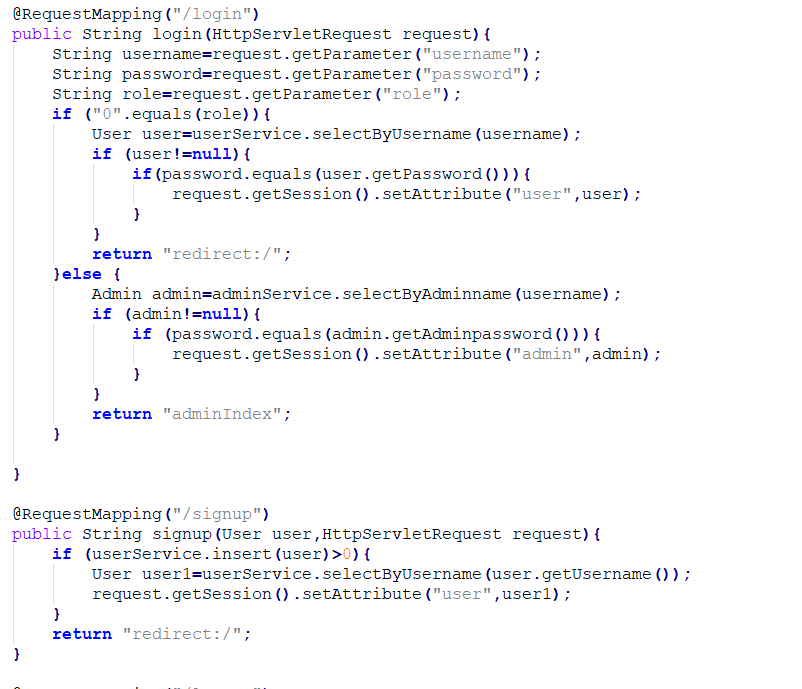 @RequestMapping("/login")
public String login(HttpServletRequest request){
    String username=request.getParameter("username");
    String password=request.getParameter("password");
    String role=request.getParameter("role");
    if ("0".equals(role)){
        User user=userService.selectByUsername(username);
        if (user!=null){
            if(password.equals(user.getPassword())){
                request.getSession().setAttribute("user",user);
            }
        }
        return "redirect:/";
    }else {
        Admin admin=adminService.selectByAdminname(username);
        if (admin!=null){
            if (password.equals(admin.getAdminpassword())){
                request.getSession().setAttribute("admin",admin);
            }
        }
        return "adminIndex";
    }

}

@RequestMapping("/signup")
public String signup(User user,HttpServletRequest request){
    if (userService.insert(user)>0){
        User user1=userService.selectByUsername(user.getUsername());
        request.getSession().setAttribute("user",user1);
    }
    return "redirect:/";
}